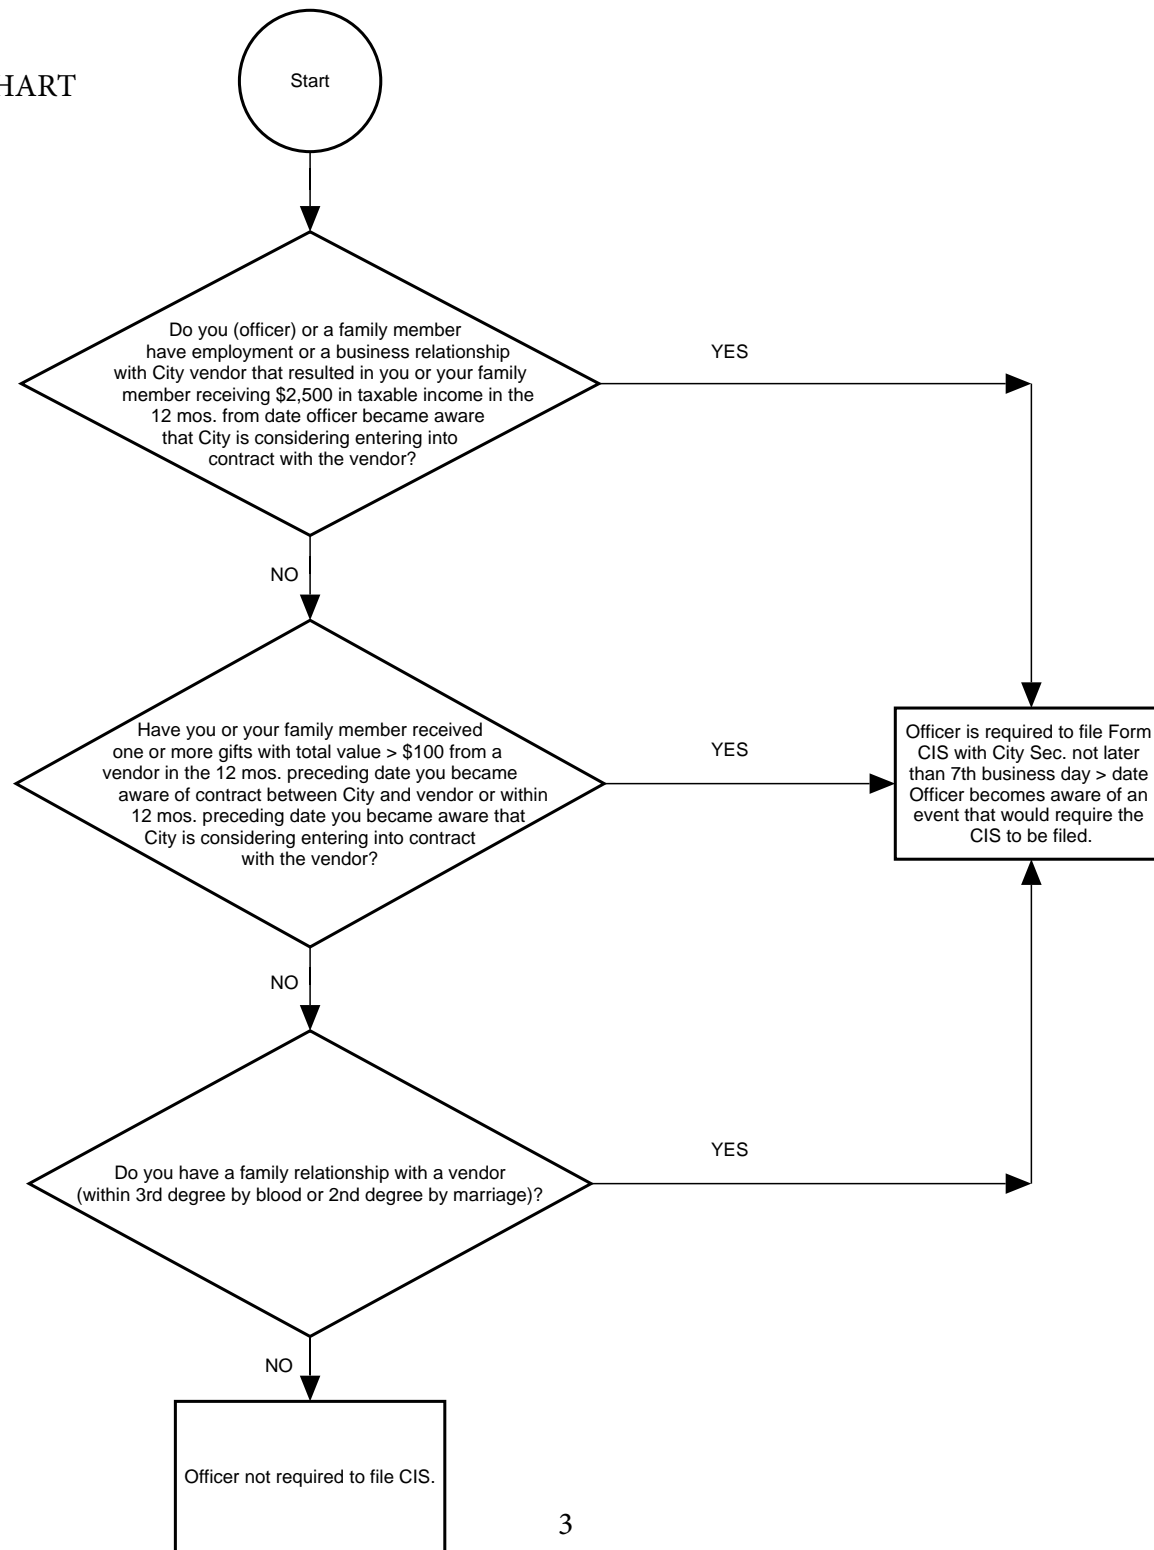 HART
Start
Do you (officer) or a family member
have employment or a business relationship
with City vendor that resulted in you or your family
member receiving $2,500 in taxable income in the
12 mos. from date officer became aware
that City is considering entering into
contract with the vendor?
YES
NO
Have you or your family member received
one or more gifts with total value > $100 from a
vendor in the 12 mos. preceding date you became
aware of contract between City and vendor or within
12 mos. preceding date you became aware that
City is considering entering into contract
with the vendor?
YES
Officer is required to file Form
CIS with City Sec. not later
than 7th business day > date
Officer becomes aware of an
event that would require the
CIS to be filed.
NO
Do you have a family relationship with a vendor
(within 3rd degree by blood or 2nd degree by marriage)?
YES
NO
Officer not required to file CIS.
3